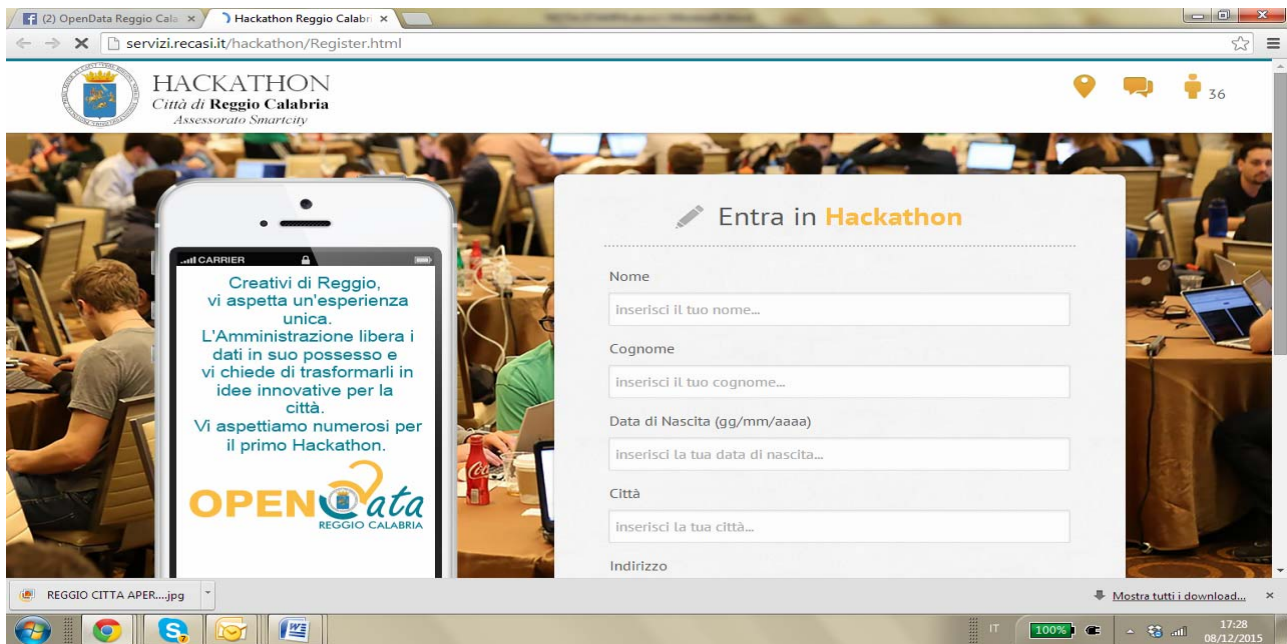 (2) OpenData Reggio Cala
Hackathon Reggio Calabri
servizi.recasi.it/hackathon/Register.html
HACKATHON
Città di Reggio Calabria
Assessorato Smartcity
36
CARRIER
Creativi di Reggio,
vi aspetta un'esperienza
unica.
L'Amministrazione libera i
dati in suo possesso e
vi chiede di trasformarli in
idee innovative per la
città.
Vi aspettiamo numerosi per
il primo Hackathon.
OPEN Data
REGGIO CALABRIA
Entra in Hackathon
Nome
inserisci il tuo nome...
Cognome
inserisci il tuo cognome...
Data di Nascita (gg/mm/aaaa)
inserisci la tua data di nascita...
Città
inserisci la tua città...
Indirizzo
REGGIO CITTA APER....jpg
Mostra tutti i download...
IT
100%
17:28
08/12/2015